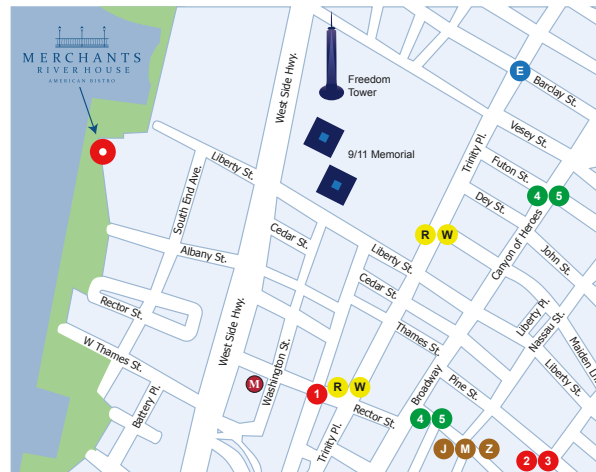 MERCHANTS
RIVER HOUSE
AMERICAN BISTRO
West Side Hwy.
Freedom
Tower
E
Barclay St.
Vesey St.
Trinity Pl.
Futon St.
9/11 Memorial
Liberty St.
South End Ave.
4 5
Dey St.
R W
Canyon of Heroes
John St.
Cedar St.
Albany St.
Liberty St.
Cedar St.
Rector St.
Liberty Pl.
Nassau St.
Maiden Ln.
Thames St.
West Side Hwy.
W Thames St.
Washington St.
Liberty St.
Pine St.
Broadway
M
1
R W
Battery Pl.
Rector St.
4 5
Trinity Pl.
J M Z
2 3